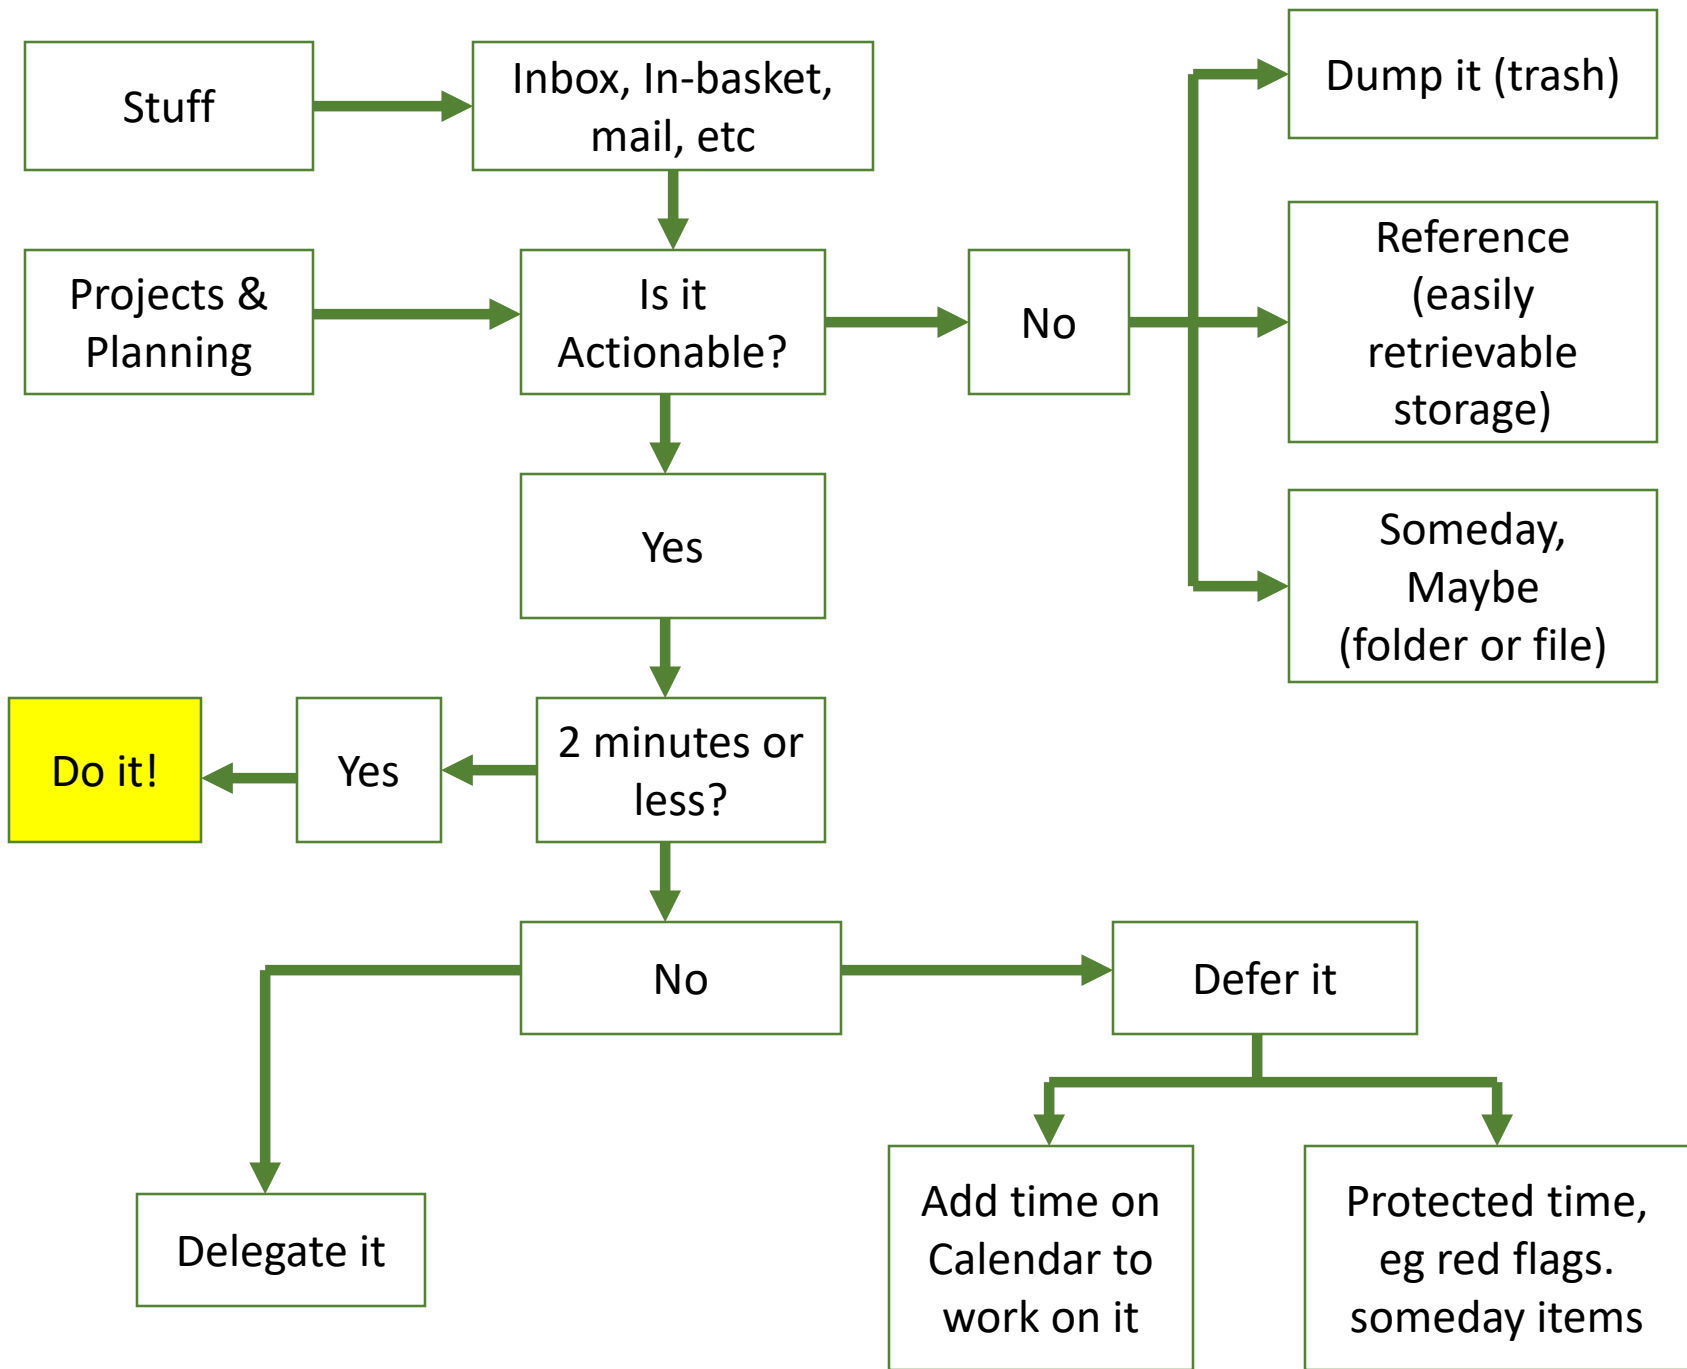 Stuff
Inbox, In-basket,
mail, etc
Dump it (trash)
Projects &
Planning
Is it
Actionable?
No
Reference
(easily
retrievable
storage)
Yes
Someday,
Maybe
(folder or file)
Do it!
Yes
2 minutes or
less?
No
Defer it
Delegate it
Add time on
Calendar to
work on it
Protected time,
eg red flags.
someday items